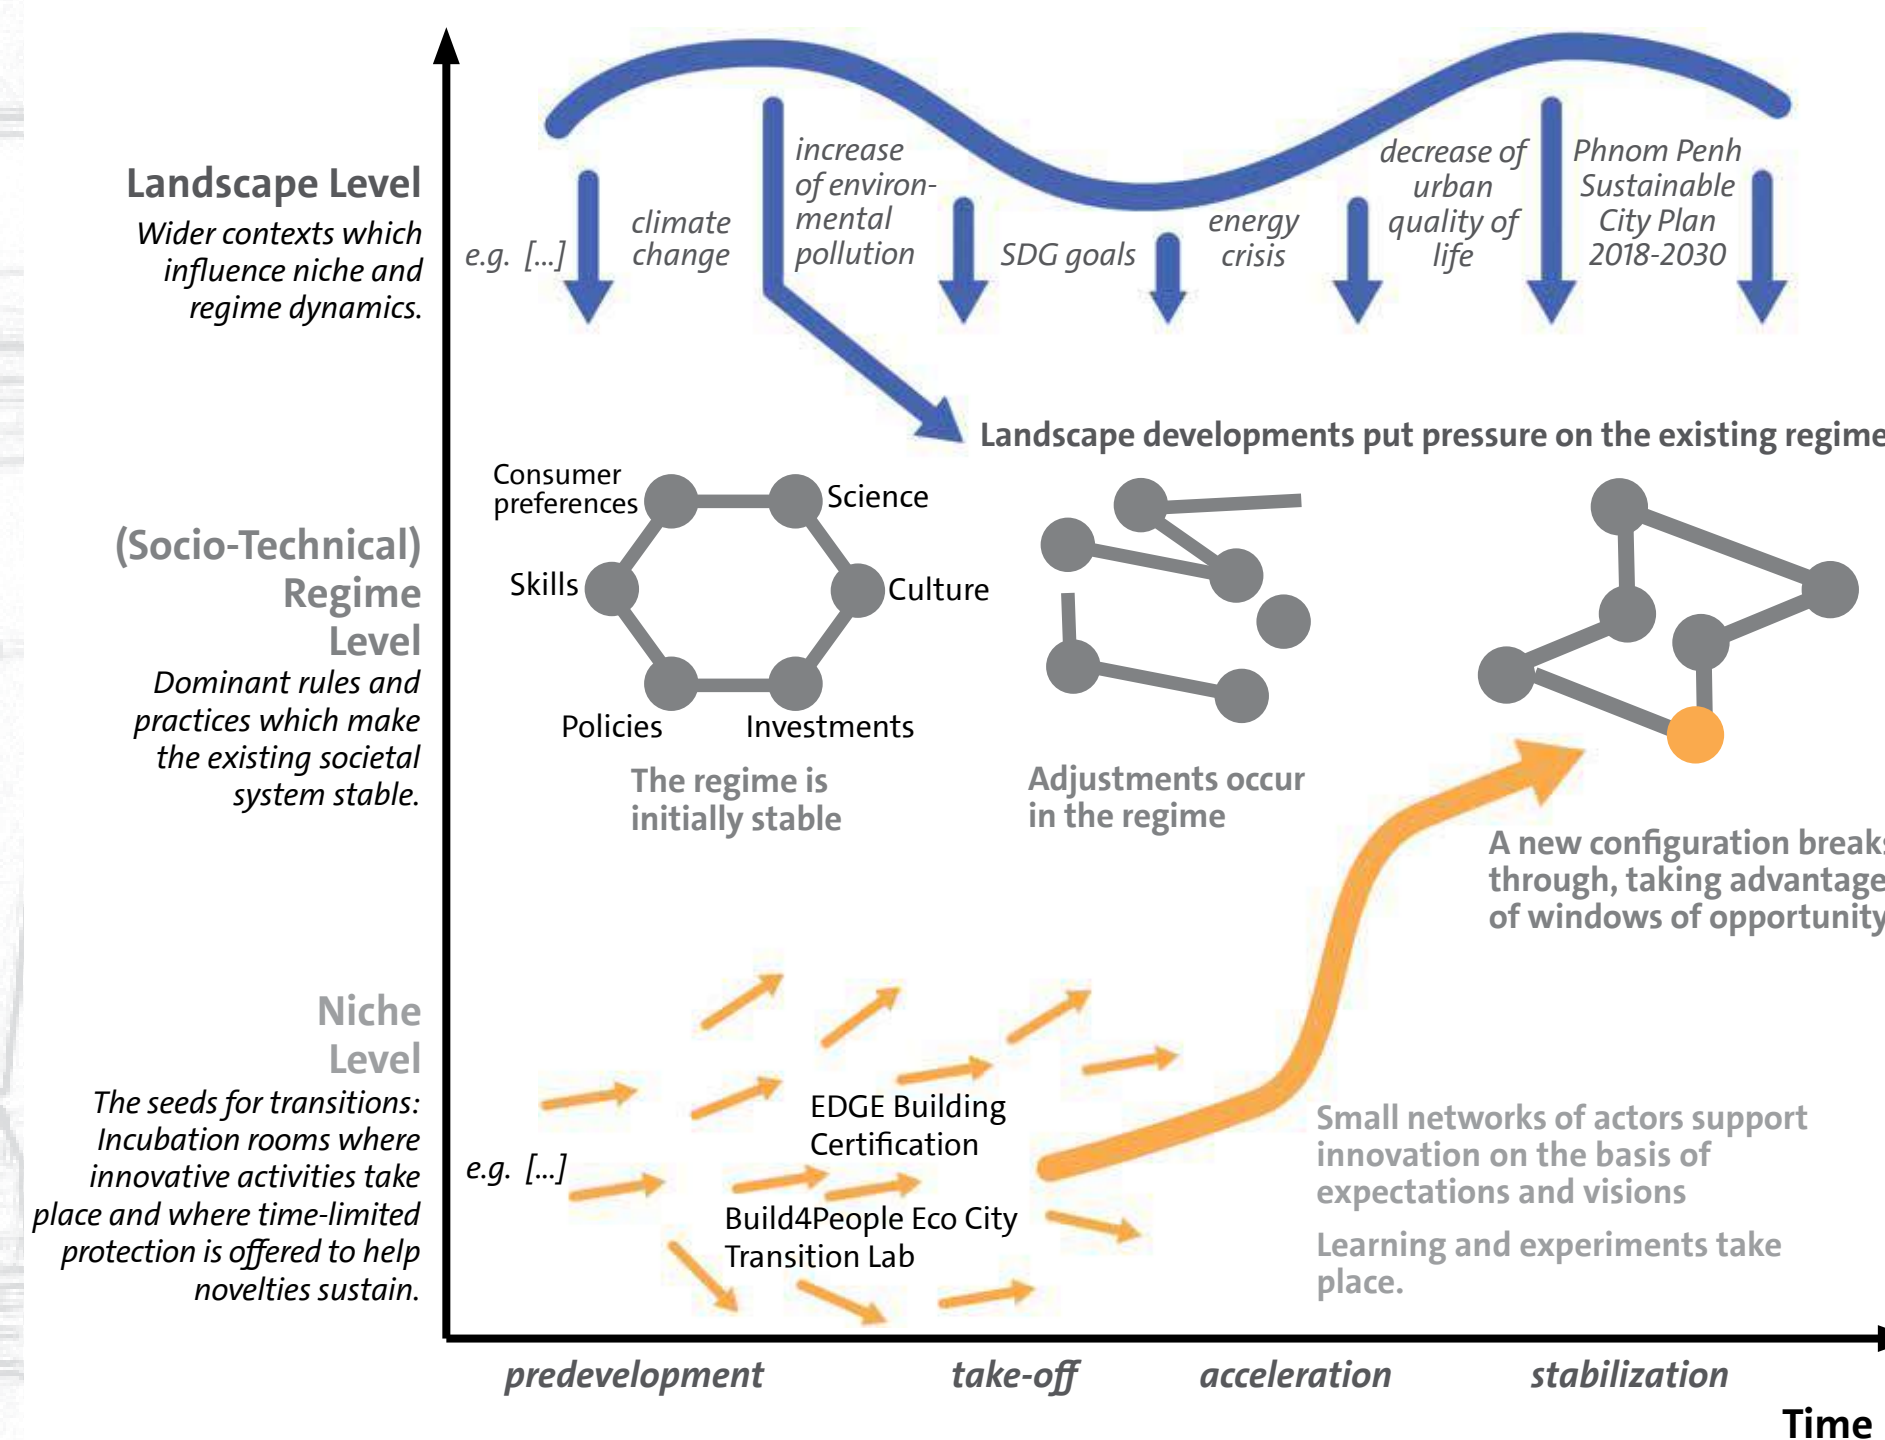 Landscape Level
Wider contexts which
influence niche and
regime dynamics.
e.g. [...]
climate
change
increase
of environ-
mental
pollution
SDG goals
energy
crisis
decrease of
urban
quality of
life
Phnom Penh
Sustainable
City Plan
2018-2030
Landscape developments put pressure on the existing regime
(Socio-Technical)
Regime
Level
Dominant rules and
practices which make
the existing societal
system stable.
Consumer
preferences
Science
Skills
Culture
Policies
Investments
The regime is
initially stable
Adjustments occur
in the regime
A new configuration breaks
through, taking advantage
of windows of opportunity
Niche
Level
The seeds for transitions:
Incubation rooms where
innovative activities take
place and where time-limited
protection is offered to help
novelties sustain.
e.g. [...]
EDGE Building
Certification
Build4People Eco City
Transition Lab
Small networks of actors support
innovation on the basis of
expectations and visions
Learning and experiments take
place.
predevelopment
take-off
acceleration
stabilization
Time